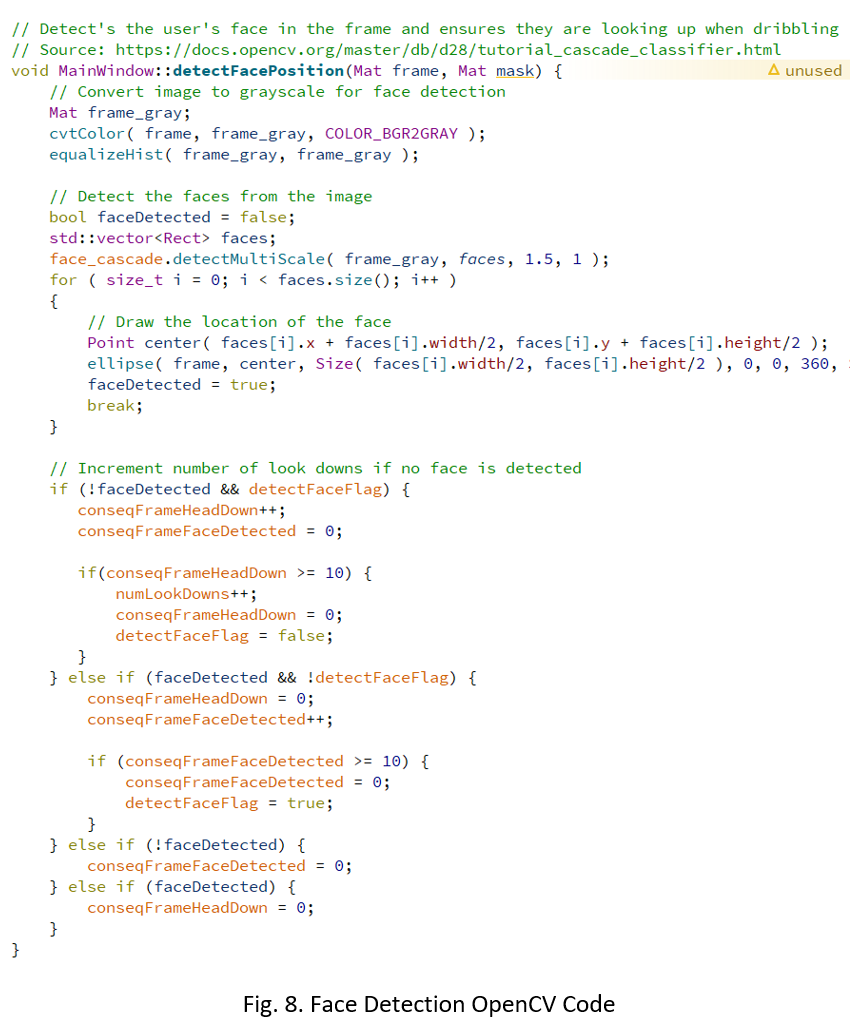 // Detect's the user's face in the frame and ensures they are looking up when dribbling
// Source: https://docs.opencv.org/master/db/d28/tutorial_cascade_classifier.html
void MainWindow::detectFacePosition(Mat frame, Mat mask) { unused
    // Convert image to grayscale for face detection
    Mat frame_gray;
    cvtColor( frame, frame_gray, COLOR_BGR2GRAY );
    equalizeHist( frame_gray, frame_gray );

    // Detect the faces from the image
    bool faceDetected = false;
    std::vector<Rect> faces;
    face_cascade.detectMultiScale( frame_gray, faces, 1.5, 1 );
    for ( size_t i = 0; i < faces.size(); i++ )
    {
        // Draw the location of the face
        Point center( faces[i].x + faces[i].width/2, faces[i].y + faces[i].height/2 );
        ellipse( frame, center, Size( faces[i].width/2, faces[i].height/2 ), 0, 0, 360,
        faceDetected = true;
        break;
    }

    // Increment number of look downs if no face is detected
    if (!faceDetected && detectFaceFlag) {
       conseqFrameHeadDown++;
       conseqFrameFaceDetected = 0;

       if(conseqFrameHeadDown >= 10) {
           numLookDowns++;
           conseqFrameHeadDown = 0;
           detectFaceFlag = false;
       }
    } else if (faceDetected && !detectFaceFlag) {
        conseqFrameHeadDown = 0;
        conseqFrameFaceDetected++;

        if (conseqFrameFaceDetected >= 10) {
            conseqFrameFaceDetected = 0;
            detectFaceFlag = true;
        }
    } else if (!faceDetected) {
        conseqFrameFaceDetected = 0;
    } else if (faceDetected) {
        conseqFrameHeadDown = 0;
    }
}
Fig. 8. Face Detection OpenCV Code